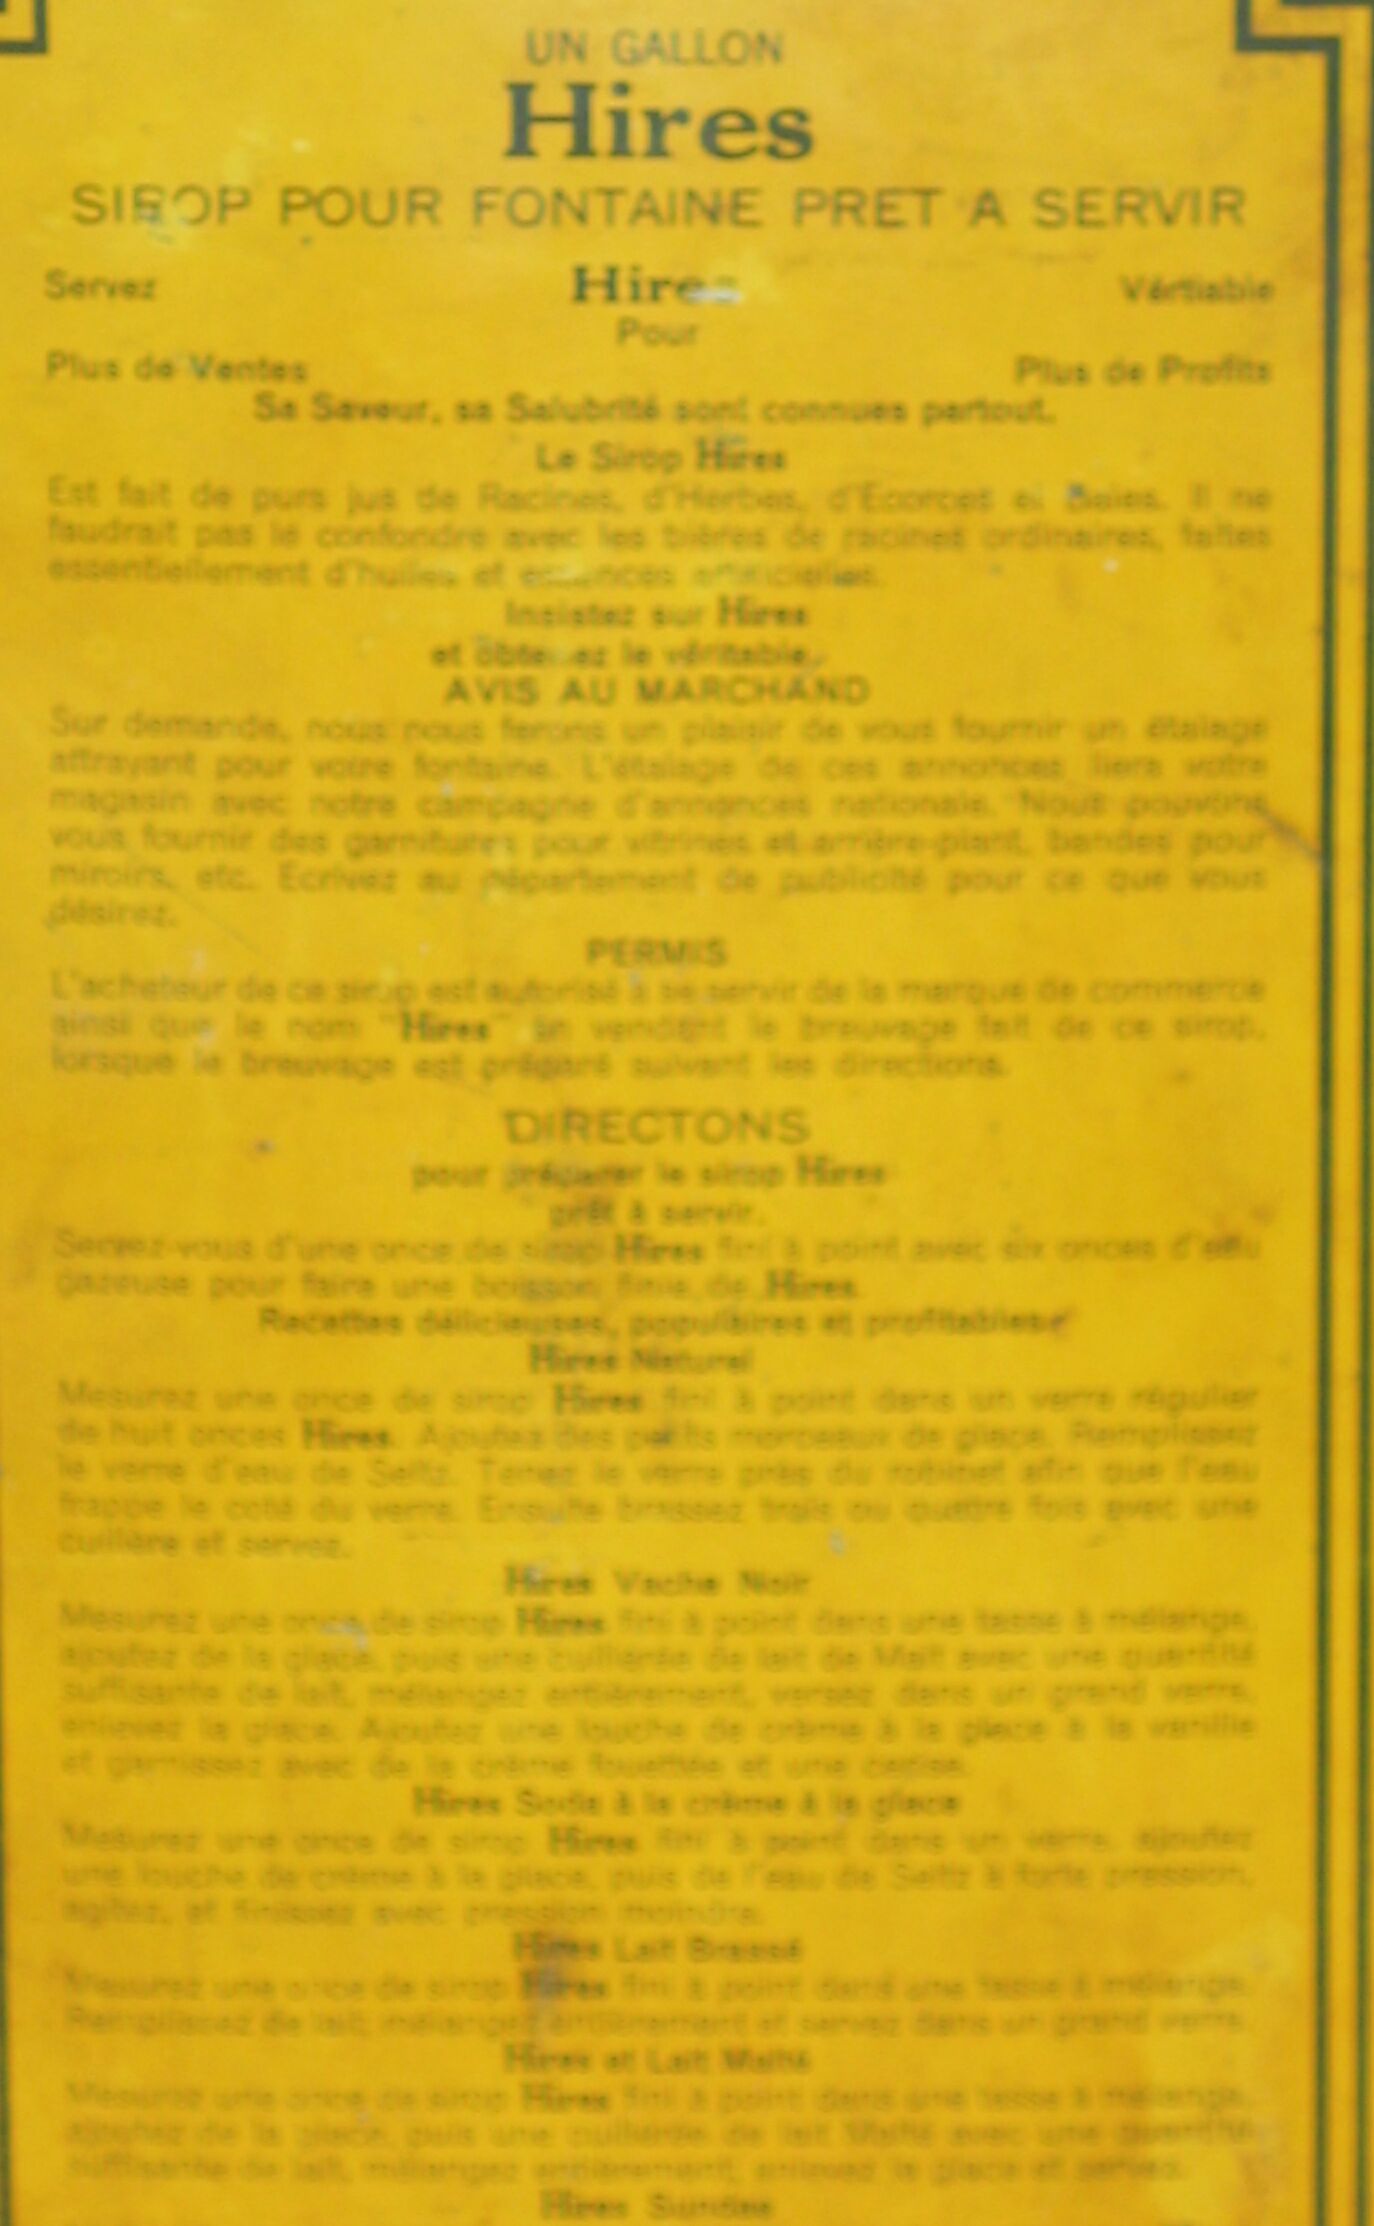 UN GALLON
Hires
SIROP POUR FONTAINE PRET A SERVIR
Servez Hires Vértiable
Pour
Plus de Ventes Plus de Profits
Sa Saveur, sa Salubrité sont connues partout.
Le Sirop Hires
Est fait de purs jus de Racines, d'Herbes, d'Ecorces et Baies. Il ne
faudrait pas le confondre avec les bières de racines ordinaires, faites
essentiellement d'huiles et essences artificielles.
Insistez sur Hires
et obtenez le véritable.
AVIS AU MARCHAND
Sur demande, nous nous ferons un plaisir de vous fournir un étalage
attrayant pour votre fontaine. L'étalage de ces annonces liera votre
magasin avec notre campagne d'annonces nationale. Nous pouvons
vous fournir des garnitures pour vitrines et arrière-plant, bandes pour
miroirs, etc. Ecrivez au département de publicité pour ce que vous
désirez.
PERMIS
L'acheteur de ce sirop est autorisé à se servir de la marque de commerce
ainsi que le nom "Hires" en vendant le breuvage fait de ce sirop,
lorsque le breuvage est préparé suivant les directions.
DIRECTONS
pour préparer le sirop Hires
prêt à servir.
Servez-vous d'une once de sirop Hires fini à point avec six onces d'eau
gazeuse pour faire une boisson finie de Hires.
Recettes délicieuses, populaires et profitables
Hires Naturel
Mesurez une once de sirop Hires fini à point dans un verre régulier
de huit onces Hires. Ajoutez des petits morceaux de glace. Remplissez
le verre d'eau de Seltz. Tenez le verre près du robinet afin que l'eau
frappe le coté du verre. Ensuite brassez trois ou quatre fois avec une
cuillère et servez.
Hires Vache Noir
Mesurez une once de sirop Hires fini à point dans une tasse à mélange,
ajoutez de la glace, puis une cuillerée de lait de Malt avec une quantité
suffisante de lait, mélangez entièrement, versez dans un grand verre,
enlevez la glace. Ajoutez une louche de crème à la glace à la vanille
et garnissez avec de la crème fouettée et une cerise.
Hires Soda à la crème à la glace
Mesurez une once de sirop Hires fini à point dans un verre, ajoutez
une louche de crème à la glace, puis de l'eau de Seltz à forte pression,
agitez, et finissez avec pression moindre.
Hires Lait Brassé
Mesurez une once de sirop Hires fini à point dans une tasse à mélange.
Remplissez de lait, mélangez entièrement et servez dans un grand verre.
Hires et Lait Malté
Mesurez une once de sirop Hires fini à point dans une tasse à mélange,
ajoutez de la glace, puis une cuillerée de lait Malté avec une quantité
suffisante de lait, mélangez entièrement, enlevez la glace et servez.
Hires Sundae